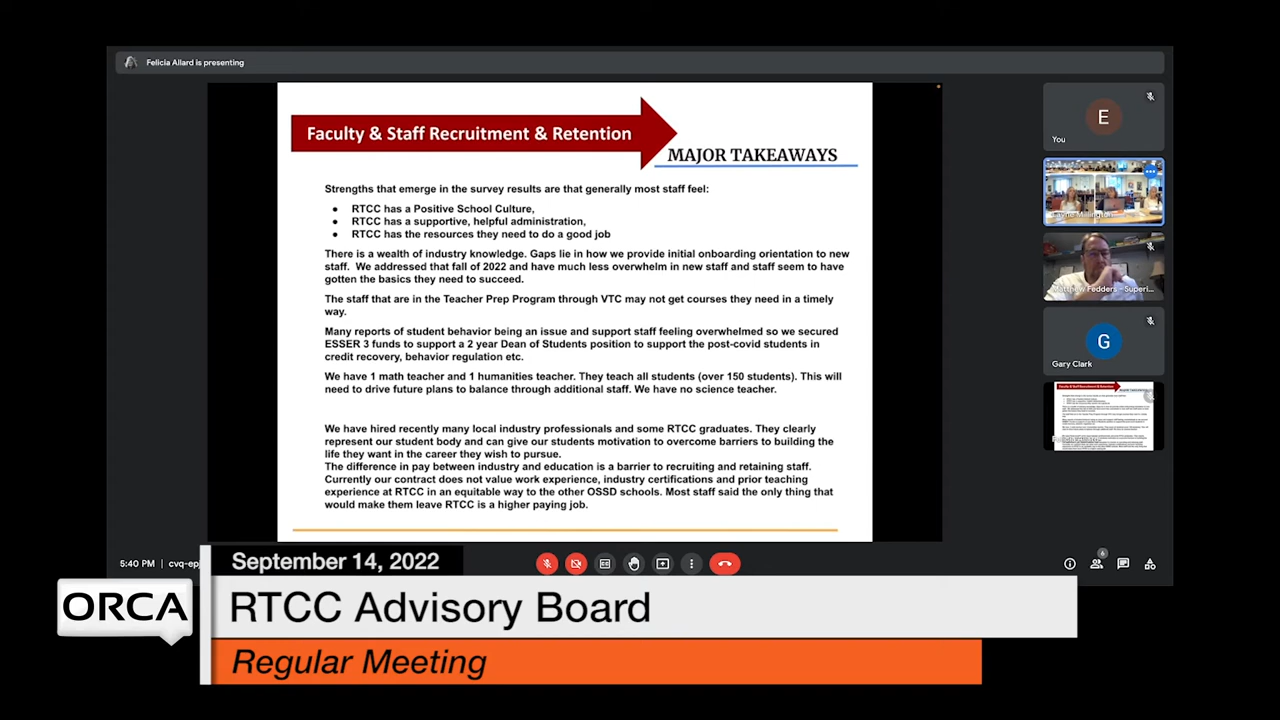 Felicia Allard is presenting
Faculty & Staff Recruitment & Retention
MAJOR TAKEAWAYS
Strengths that emerge in the survey results are that generally most staff feel:
● RTCC has a Positive School Culture,
● RTCC has a supportive, helpful administration,
● RTCC has the resources they need to do a good job
There is a wealth of industry knowledge. Gaps lie in how we provide initial onboarding orientation to new
staff. We addressed that fall of 2022 and have much less overwhelm in new staff and staff seem to have
gotten the basics they need to succeed.
The staff that are in the Teacher Prep Program through VTC may not get courses they need in a timely
way.
Many reports of student behavior being an issue and support staff feeling overwhelmed so we secured
ESSER 3 funds to support a 2 year Dean of Students position to support the post-covid students in
credit recovery, behavior regulation etc.
We have 1 math teacher and 1 humanities teacher. They teach all students (over 150 students). This will
need to drive future plans to balance through additional staff. We have no science teacher.
We have hired recently many local industry professionals and some RTCC graduates. They clearly
represent our student body and can give our students motivation to overcome barriers to building the
life they want in the career they wish to pursue.
The difference in pay between industry and education is a barrier to recruiting and retaining staff.
Currently our contract does not value work experience, industry certifications and prior teaching
experience at RTCC in an equitable way to the other OSSD schools. Most staff said the only thing that
would make them leave RTCC is a higher paying job.
E
You
Matthew Fedders - Superi...
G
Gary Clark
5:40 PM
6
September 14, 2022
ORCA
RTCC Advisory Board
Regular Meeting